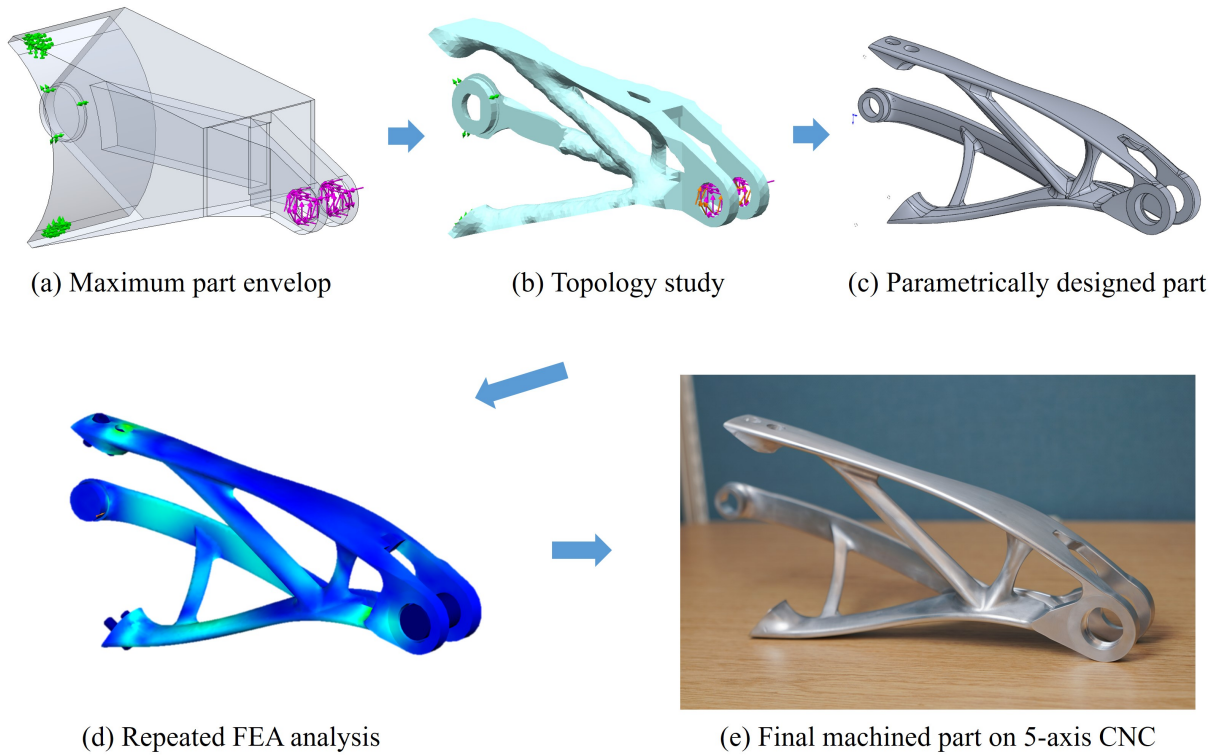 (a) Maximum part envelop
(b) Topology study
(c) Parametrically designed part
(d) Repeated FEA analysis
(e) Final machined part on 5-axis CNC